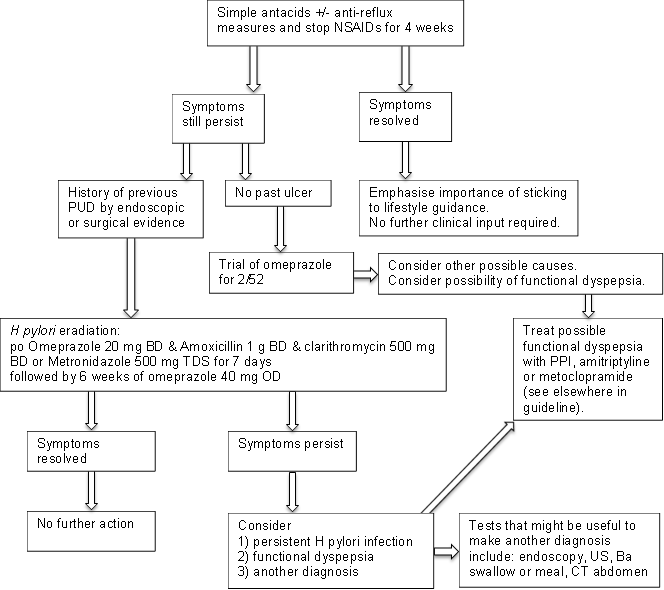 Simple antacids +/- anti-reflux
measures and stop NSAIDs for 4 weeks
Symptoms
still persist
Symptoms
resolved
History of previous
PUD by endoscopic
or surgical evidence
No past ulcer
Emphasise importance of sticking
to lifestyle guidance.
No further clinical input required.
Trial of omeprazole
for 2/52
Consider other possible causes.
Consider possibility of functional dyspepsia.
H pylori eradiation:
po Omeprazole 20 mg BD & Amoxicillin 1 g BD & clarithromycin 500 mg
BD or Metronidazole 500 mg TDS for 7 days
followed by 6 weeks of omeprazole 40 mg OD
Treat possible
functional dyspepsia
with PPI, amitriptyline
or metoclopramide
(see elsewhere in
guideline).
Symptoms
resolved
Symptoms persist
No further action
Consider
1) persistent H pylori infection
2) functional dyspepsia
3) another diagnosis
Tests that might be useful to
make another diagnosis
include: endoscopy, US, Ba
swallow or meal, CT abdomen